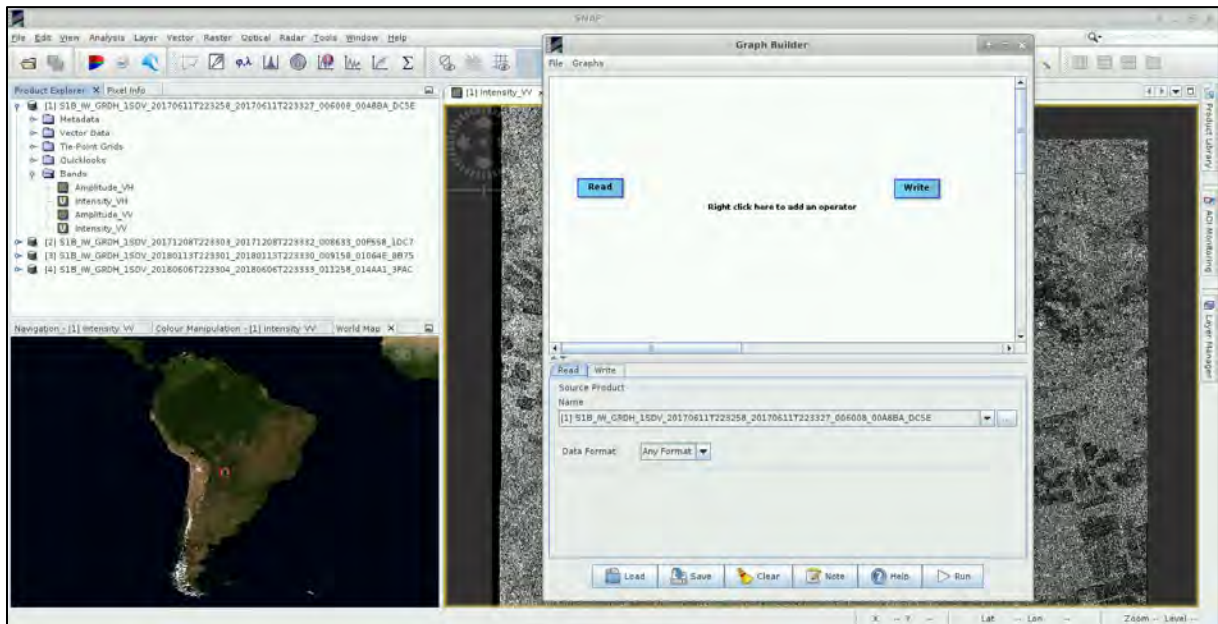 SNAP
File Edit View Analysis Layer Vector Raster Optical Radar Tools Window Help
Product Explorer X Pixel Info
[1] S1B_IW_GRDH_1SDV_20170611T223258_20170611T223327_006008_00A8BA_DC5E
Metadata
Vector Data
Tie-Point Grids
Quicklooks
Bands
Amplitude_VH
Intensity_VH
Amplitude_VV
Intensity_VV
[2] S1B_IW_GRDH_1SDV_20171208T223303_20171208T223332_008633_00F558_1DC7
[3] S1B_IW_GRDH_1SDV_20180113T223301_20180113T223330_009158_01064E_8B75
[4] S1B_IW_GRDH_1SDV_20180606T223304_20180606T223333_011258_014AA1_3FAC
Navigation - [1] Intensity_VV Colour Manipulation - [1] Intensity_VV World Map X
[1] Intensity_VV
Graph Builder
File Graphs
Read
Write
Right click here to add an operator
Read Write
Source Product
Name
[1] S1B_IW_GRDH_1SDV_20170611T223258_20170611T223327_006008_00A8BA_DC5E
...
Data Format: Any Format
Load Save Clear Note Help Run
Product Library
AOI Monitoring
Layer Manager
X -- Y -- Lat -- Lon -- Zoom -- Level --